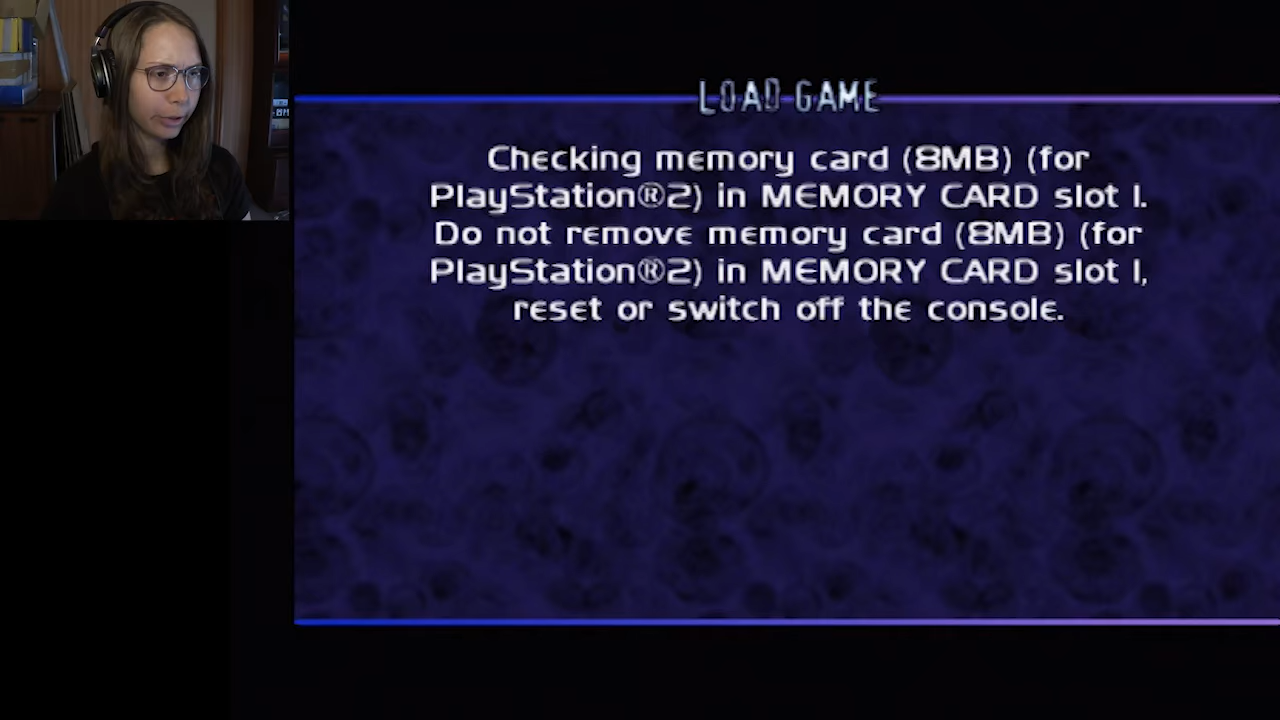 LOAD GAME
Checking memory card (8MB) (for
PlayStation®2) in MEMORY CARD slot 1.
Do not remove memory card (8MB) (for
PlayStation®2) in MEMORY CARD slot 1,
reset or switch off the console.